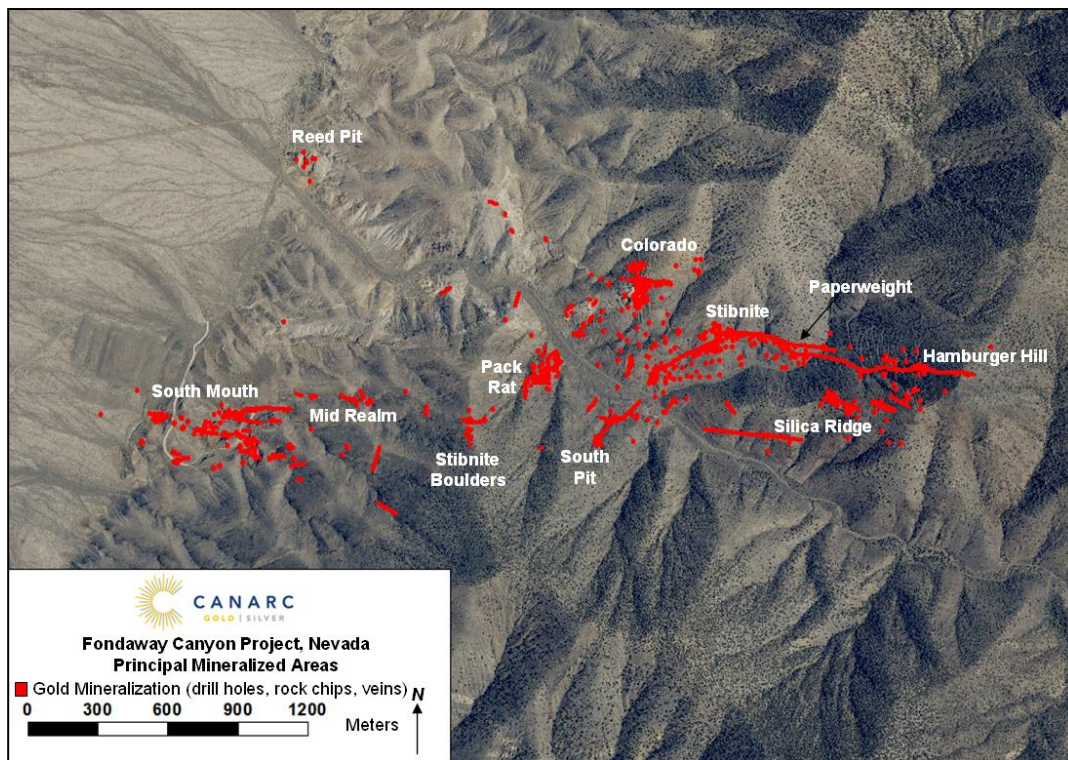 Reed Pit
Colorado
Paperweight
Stibnite
Hamburger Hill
Pack
Rat
South Mouth
Mid Realm
Silica Ridge
Stibnite
Boulders
South
Pit
CANARC
GOLD | SILVER
Fondaway Canyon Project, Nevada
Principal Mineralized Areas
Gold Mineralization (drill holes, rock chips, veins)
N
0 300 600 900 1200
Meters